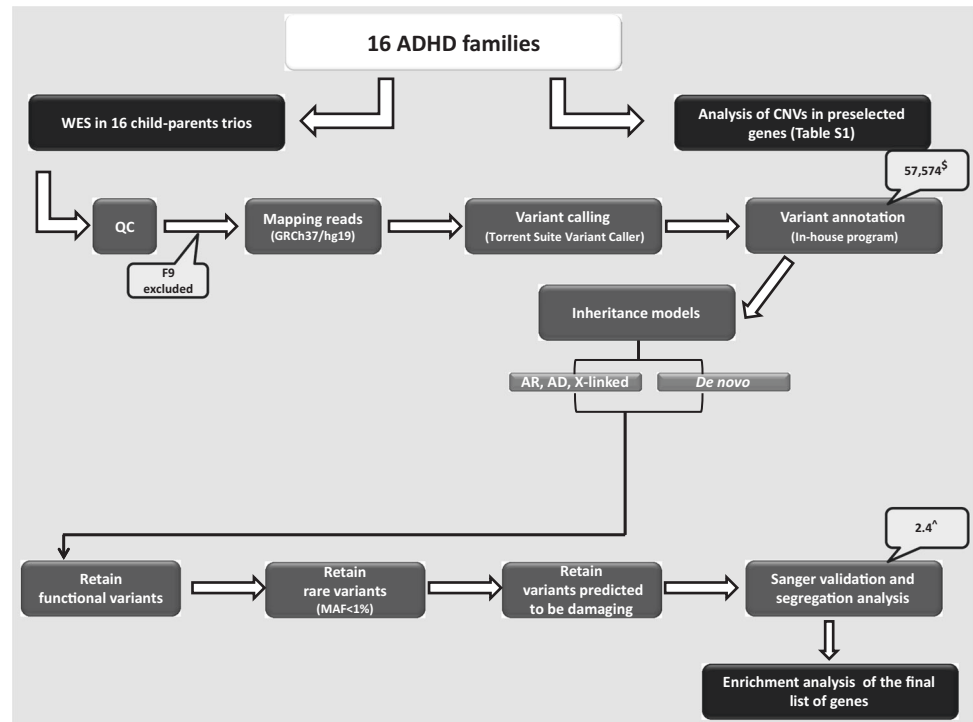 16 ADHD families
WES in 16 child-parents trios
Analysis of CNVs in preselected
genes (Table S1)
57,574$
QC
Mapping reads
(GRCh37/hg19)
Variant calling
(Torrent Suite Variant Caller)
Variant annotation
(In-house program)
F9
excluded
Inheritance models
AR, AD, X-linked
De novo
2.4^
Retain
functional variants
Retain
rare variants
(MAF<1%)
Retain
variants predicted
to be damaging
Sanger validation and
segregation analysis
Enrichment analysis of the final
list of genes